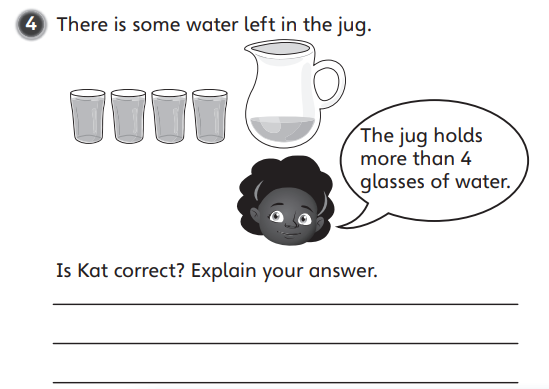 4 There is some water left in the jug.
The jug holds
more than 4
glasses of water.
Is Kat correct? Explain your answer.